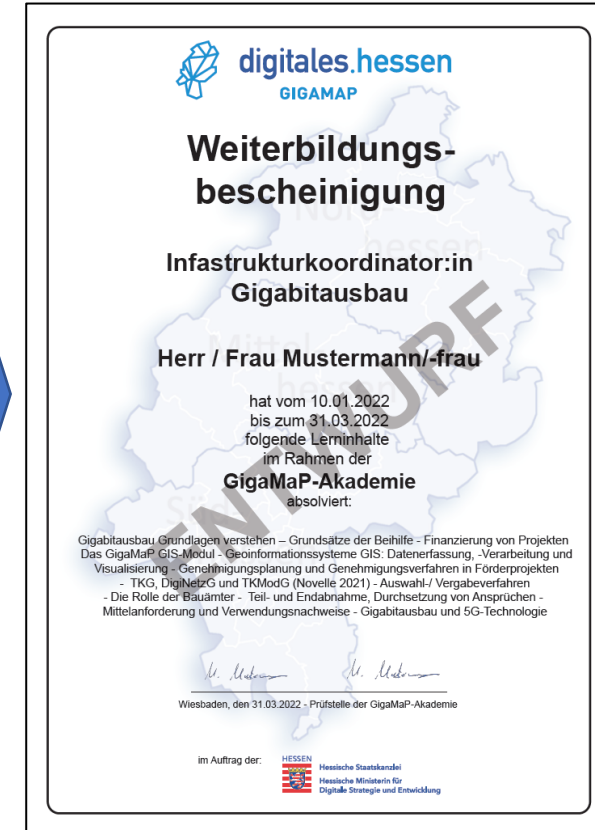 digitales.hessen
GIGAMAP
Weiterbildungs-
bescheinigung
Nord-
hessen
Infastrukturkoordinator:in
Gigabitausbau
Mittel
hessen
Herr / Frau Mustermann/-frau
hat vom 10.01.2022
bis zum 31.03.2022
folgende Lerninhalte
im Rahmen der
GigaMaP-Akademie
absolviert:
Süd
ENTWURF
Gigabitausbau Grundlagen verstehen – Grundsätze der Beihilfe - Finanzierung von Projekten
Das GigaMaP GIS-Modul - Geoinformationssysteme GIS: Datenerfassung, -Verarbeitung und
Visualisierung - Genehmigungsplanung und Genehmigungsverfahren in Förderprojekten
- TKG, DigiNetzG und TKModG (Novelle 2021) - Auswahl-/ Vergabeverfahren
- Die Rolle der Bauämter - Teil- und Endabnahme, Durchsetzung von Ansprüchen -
Mittelanforderung und Verwendungsnachweise - Gigabitausbau und 5G-Technologie
Wiesbaden, den 31.03.2022 - Prüfstelle der GigaMaP-Akademie
im Auftrag der:
HESSEN
Hessische Staatskanzlei
Hessische Ministerin für
Digitale Strategie und Entwicklung